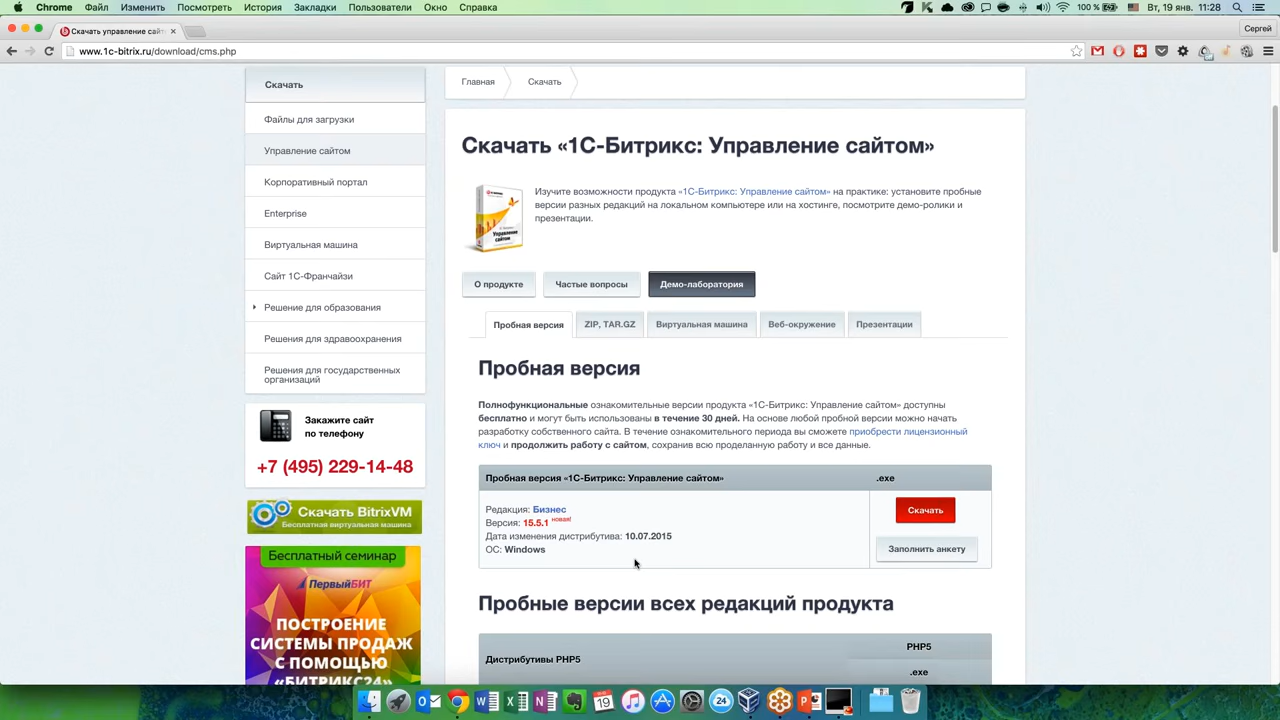 Chrome Файл Изменить Посмотреть История Закладки Пользователи Окно Справка 100 % Вт, 19 янв. 11:28
Скачать управление сайт Сергей
www.1c-bitrix.ru/download/cms.php
Скачать
Файлы для загрузки
Управление сайтом
Корпоративный портал
Enterprise
Виртуальная машина
Сайт 1С-Франчайзи
Решение для образования
Решения для здравоохранения
Решения для государственных
организаций
Закажите сайт
по телефону
+7 (495) 229-14-48
Скачать BitrixVM
Бесплатная виртуальная машина
Бесплатный семинар
ПервыйБИТ
ПОСТРОЕНИЕ
СИСТЕМЫ ПРОДАЖ
С ПОМОЩЬЮ
«БИТРИКС24»
Главная Скачать
Скачать «1С-Битрикс: Управление сайтом»
Управление
сайтом
Изучите возможности продукта «1С-Битрикс: Управление сайтом» на практике: установите пробные
версии разных редакций на локальном компьютере или на хостинге, посмотрите демо-ролики и
презентации.
О продукте Частые вопросы Демо-лаборатория
Пробная версия ZIP, TAR.GZ Виртуальная машина Веб-окружение Презентации
Пробная версия
Полнофункциональные ознакомительные версии продукта «1С-Битрикс: Управление сайтом» доступны
бесплатно и могут быть использованы в течение 30 дней. На основе любой пробной версии можно начать
разработку собственного сайта. В течение ознакомительного периода вы сможете приобрести лицензионный
ключ и продолжить работу с сайтом, сохранив всю проделанную работу и все данные.
Пробная версия «1С-Битрикс: Управление сайтом» .exe
Редакция: Бизнес
Версия: 15.5.1 новая!
Дата изменения дистрибутива: 10.07.2015
ОС: Windows
Скачать
Заполнить анкету
Пробные версии всех редакций продукта
Дистрибутивы PHP5
PHP5
.exe
19
24